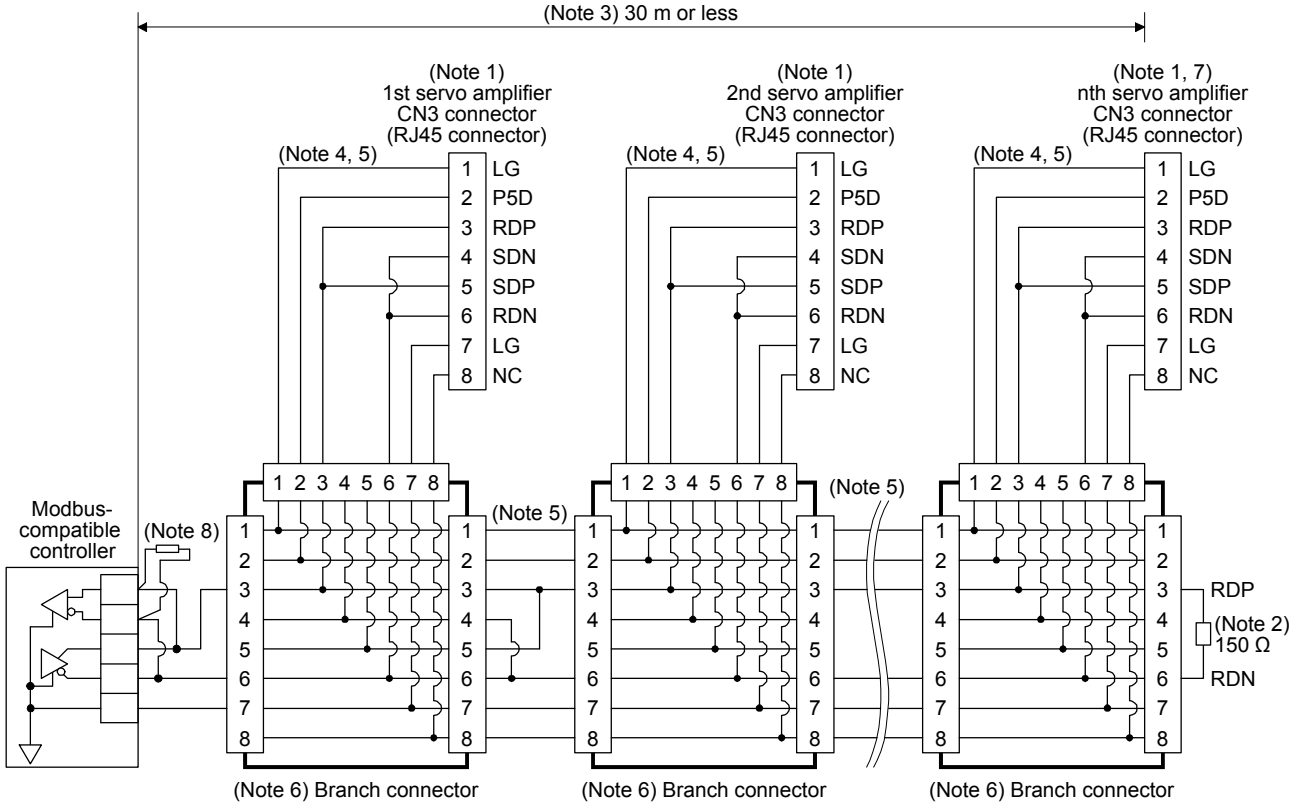 (Note 3) 30 m or less
(Note 1)
1st servo amplifier
CN3 connector
(RJ45 connector)
(Note 1)
2nd servo amplifier
CN3 connector
(RJ45 connector)
(Note 1, 7)
nth servo amplifier
CN3 connector
(RJ45 connector)
(Note 4, 5)
1 LG
2 P5D
3 RDP
4 SDN
5 SDP
6 RDN
7 LG
8 NC
(Note 4, 5)
1 LG
2 P5D
3 RDP
4 SDN
5 SDP
6 RDN
7 LG
8 NC
(Note 4, 5)
1 LG
2 P5D
3 RDP
4 SDN
5 SDP
6 RDN
7 LG
8 NC
Modbus-
compatible
controller
(Note 8)
1 2 3 4 5 6 7 8
1
2
3
4
5
6
7
8
1
2
3
4
5
6
7
8
(Note 6) Branch connector
(Note 5)
1 2 3 4 5 6 7 8
1
2
3
4
5
6
7
8
1
2
3
4
5
6
7
8
(Note 6) Branch connector
(Note 5)
1 2 3 4 5 6 7 8
1
2
3
4
5
6
7
8
1
2
3
4
5
6
7
8
(Note 6) Branch connector
RDP
(Note 2)
150 Ω
RDN